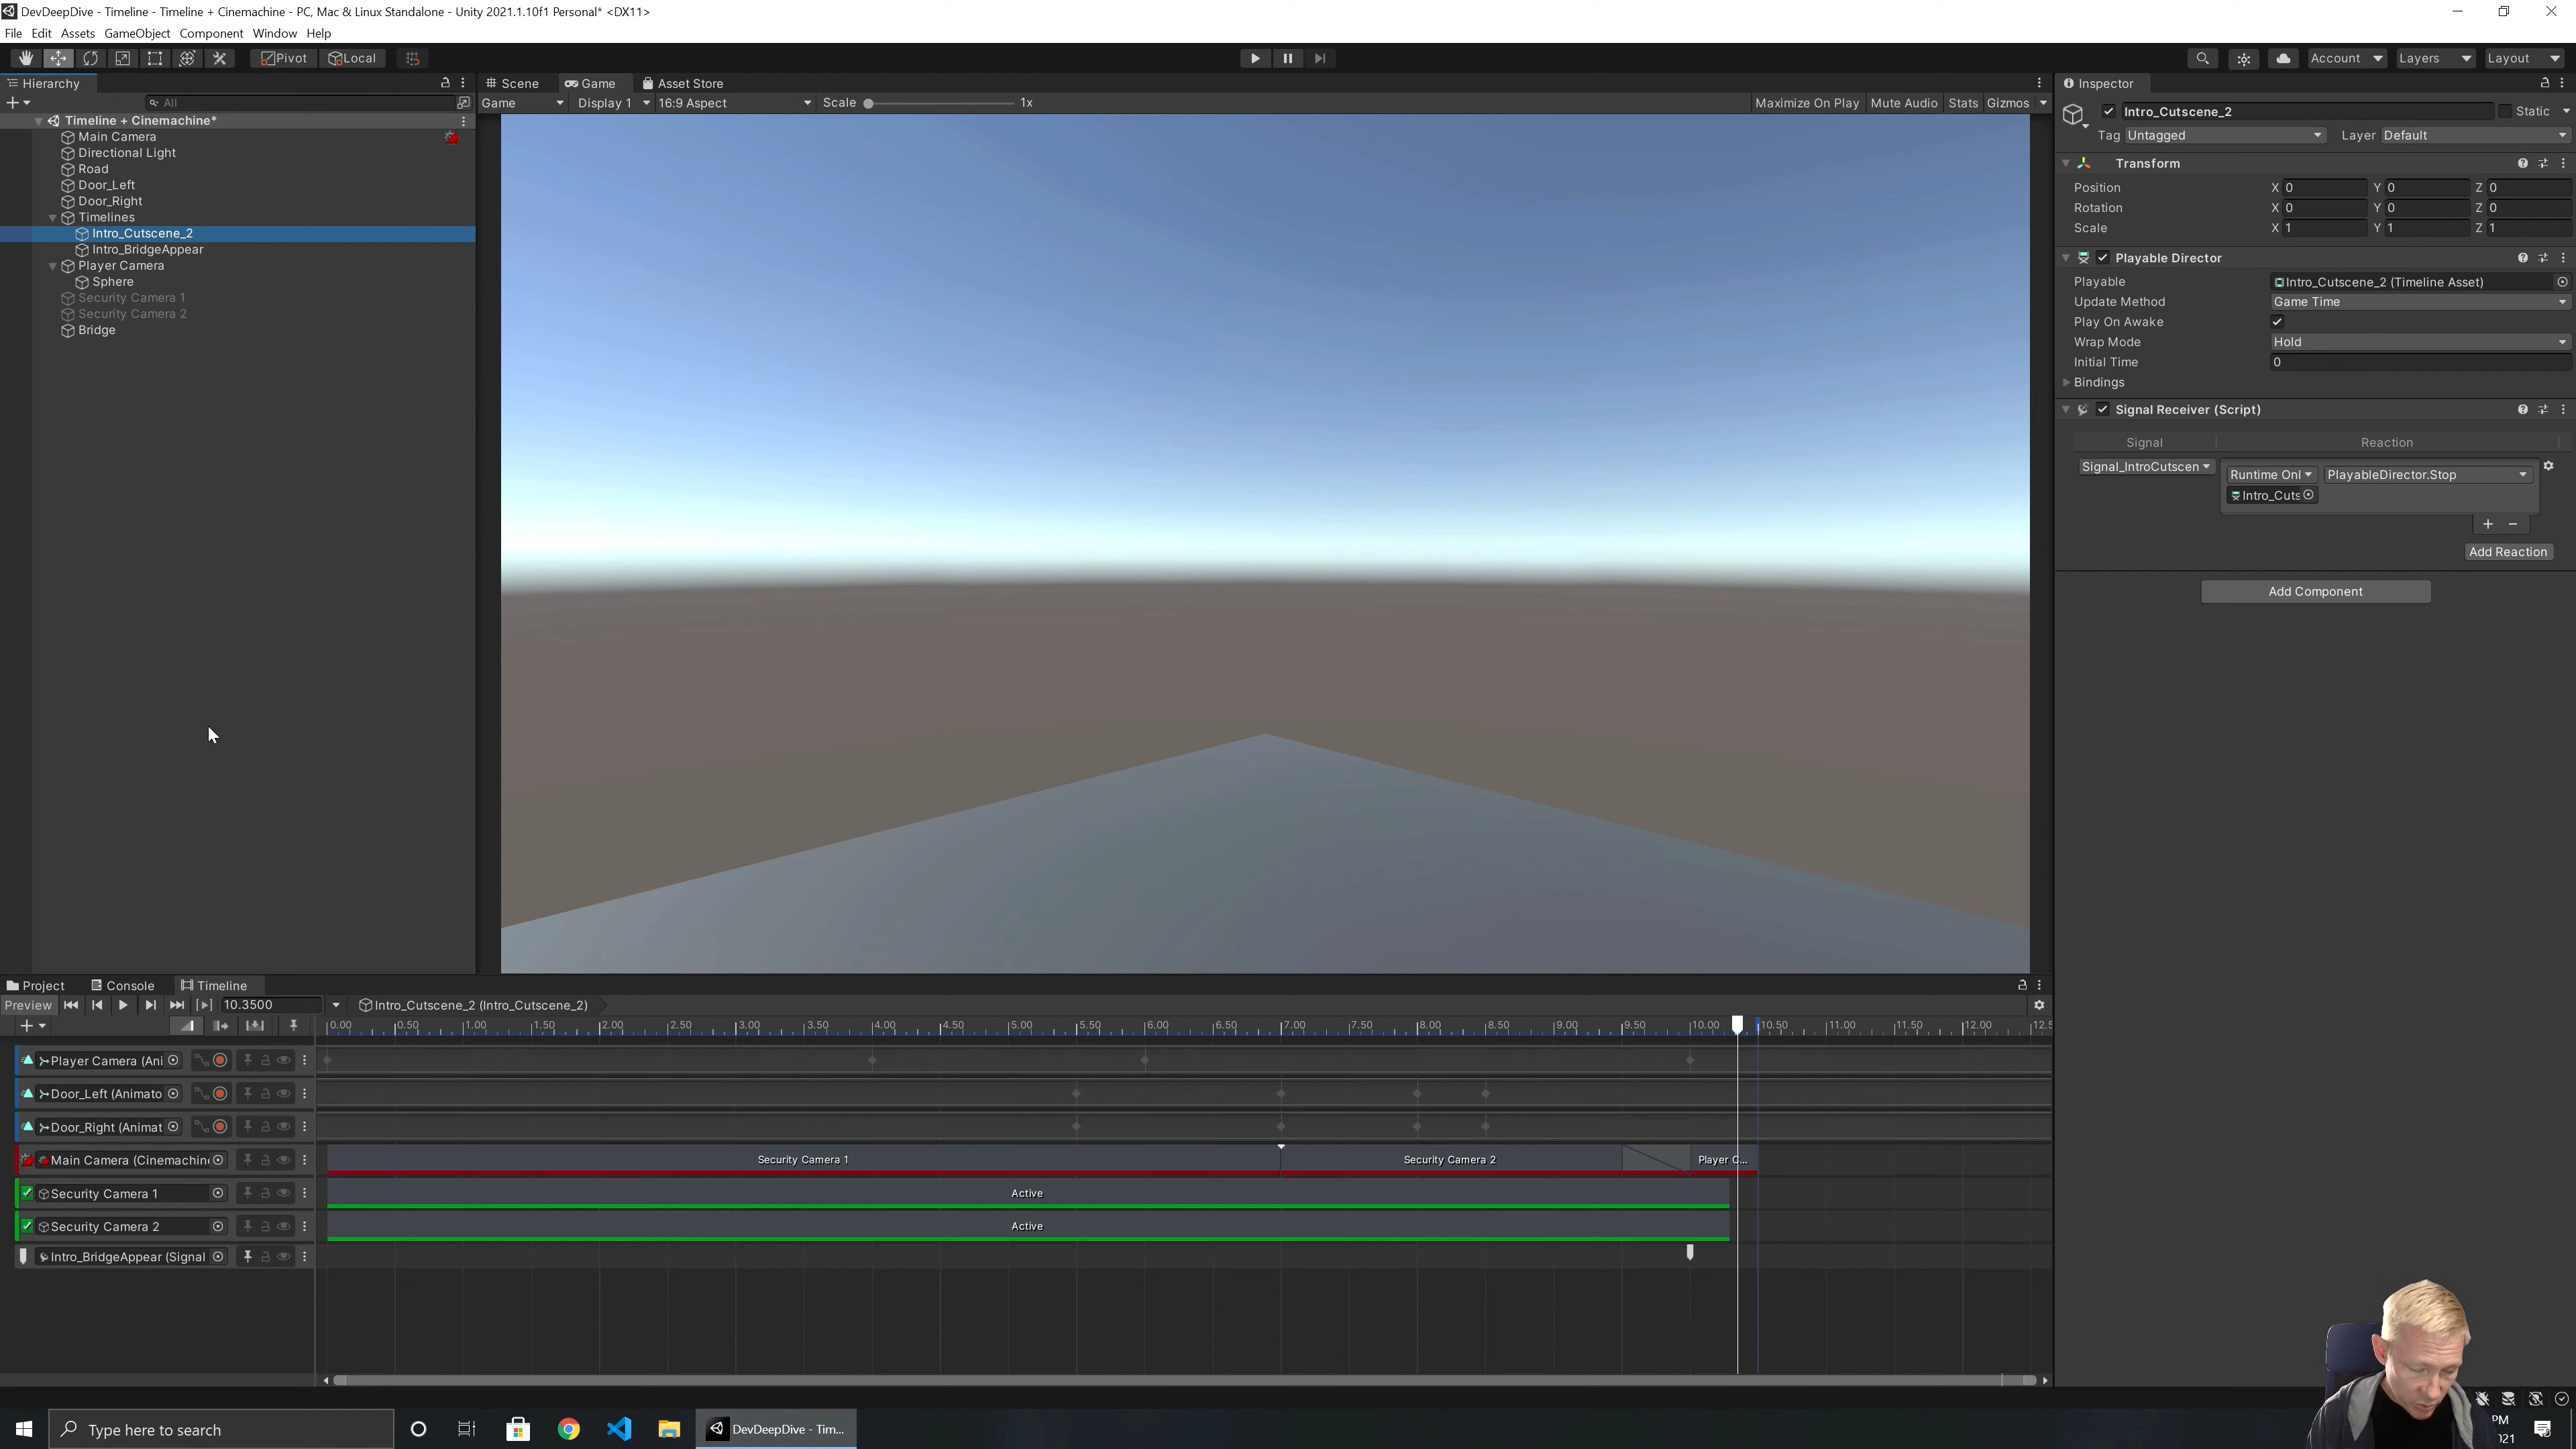 DevDeepDive - Timeline - Timeline + Cinemachine - PC, Mac & Linux Standalone - Unity 2021.1.10f1 Personal* <DX11>
File Edit Assets GameObject Component Window Help
Pivot Local
Account Layers Layout
Hierarchy
All
Timeline + Cinemachine*
Main Camera
Directional Light
Road
Door_Left
Door_Right
Timelines
Intro_Cutscene_2
Intro_BridgeAppear
Player Camera
Sphere
Security Camera 1
Security Camera 2
Bridge
Scene Game Asset Store
Game Display 1 16:9 Aspect Scale 1x Maximize On Play Mute Audio Stats Gizmos
Inspector
Intro_Cutscene_2 Static
Tag Untagged Layer Default
Transform
Position X 0 Y 0 Z 0
Rotation X 0 Y 0 Z 0
Scale X 1 Y 1 Z 1
Playable Director
Playable Intro_Cutscene_2 (Timeline Asset)
Update Method Game Time
Play On Awake
Wrap Mode Hold
Initial Time 0
Bindings
Signal Receiver (Script)
Signal Reaction
Signal_IntroCutscen Runtime Onl PlayableDirector.Stop
Intro_Cuts
Add Reaction
Add Component
Project Console Timeline
Preview 10.3500 Intro_Cutscene_2 (Intro_Cutscene_2)
0.00 0.50 1.00 1.50 2.00 2.50 3.00 3.50 4.00 4.50 5.00 5.50 6.00 6.50 7.00 7.50 8.00 8.50 9.00 9.50 10.00 10.50 11.00 11.50 12.00 12.5
Player Camera (Ani
Door_Left (Animato
Door_Right (Animat
Main Camera (Cinemachin Security Camera 1 Security Camera 2 Player C...
Security Camera 1 Active
Security Camera 2 Active
Intro_BridgeAppear (Signal
Type here to search
DevDeepDive - Tim...
PM
021